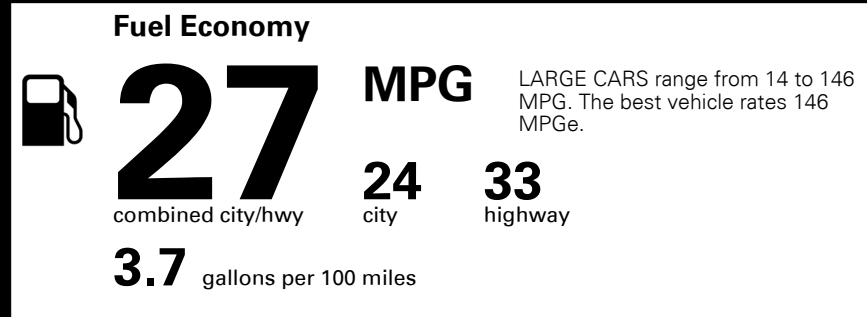 Fuel Economy
27 MPG
LARGE CARS range from 14 to 146
MPG. The best vehicle rates 146
MPGe.
combined city/hwy
24
city
33
highway
3.7 gallons per 100 miles